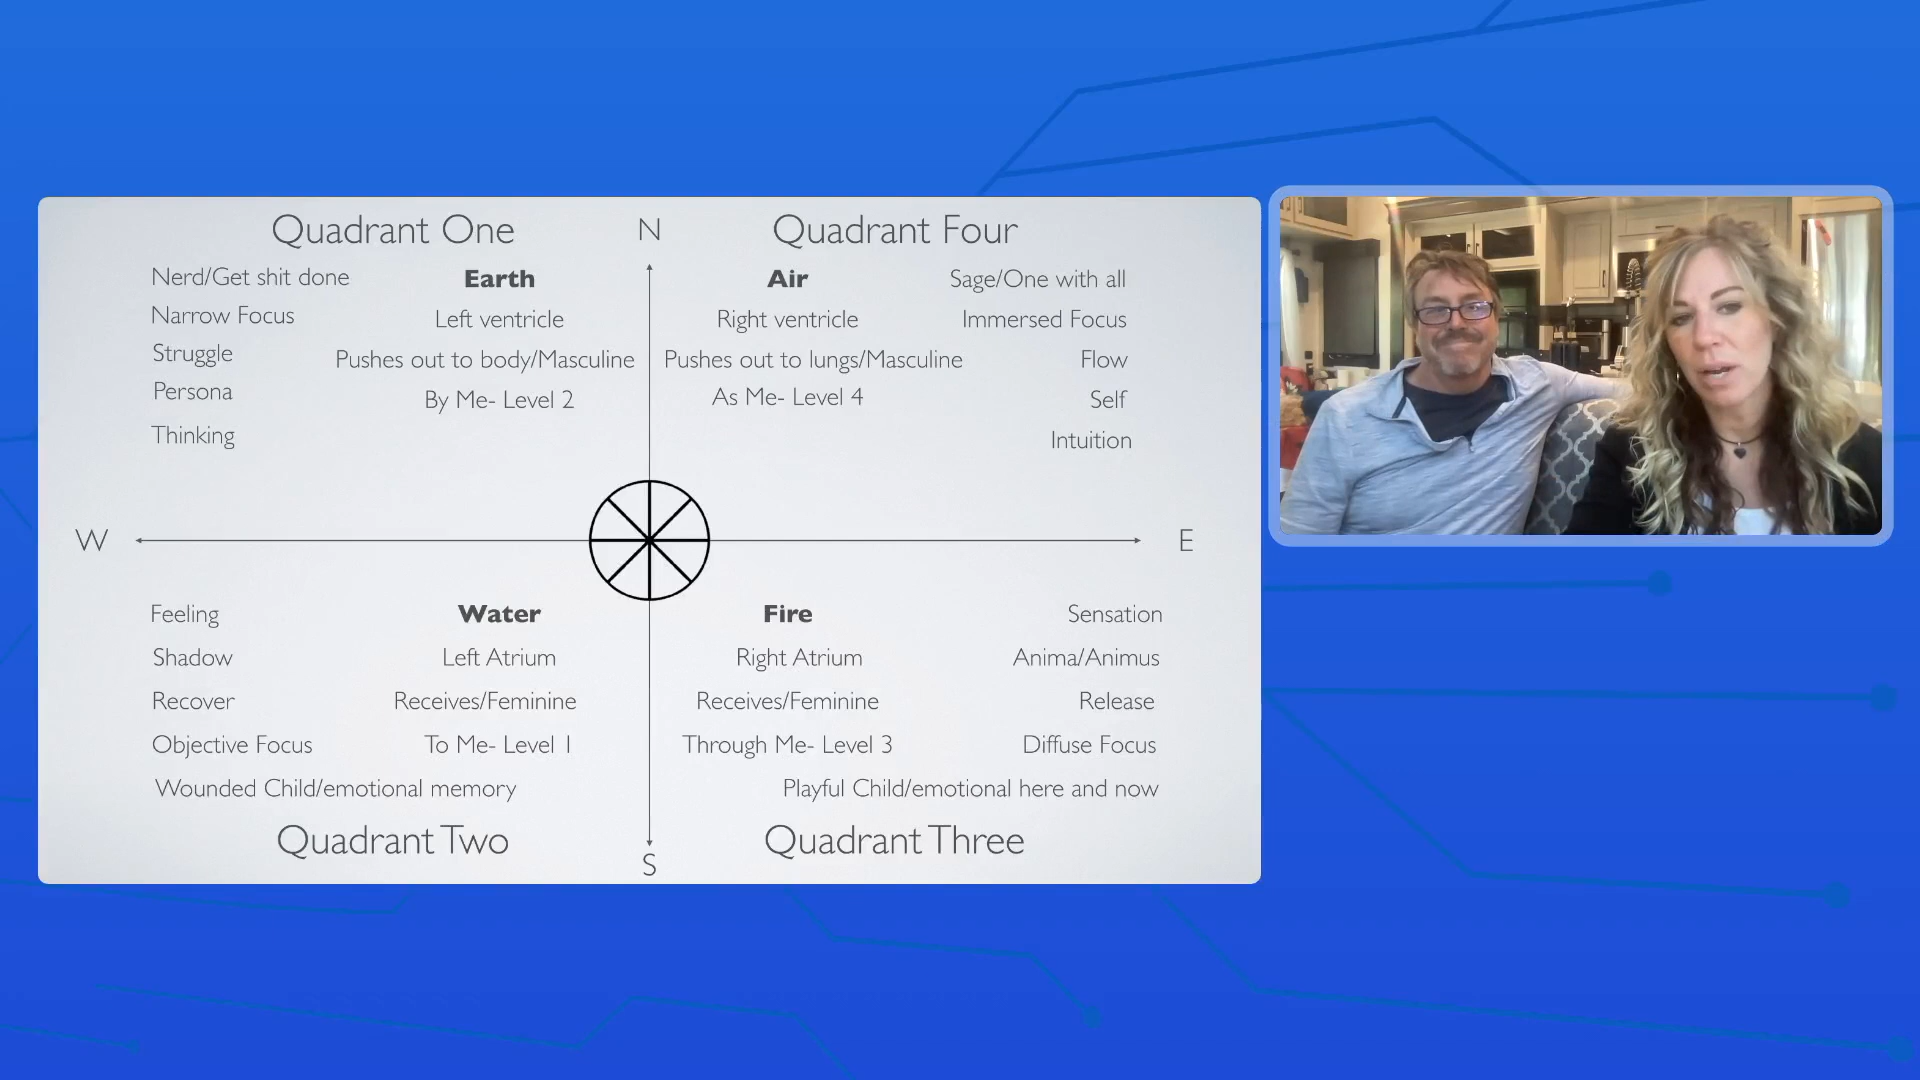 Quadrant One
N
Quadrant Four
Nerd/Get shit done
Earth
Air
Sage/One with all
Narrow Focus
Left ventricle
Right ventricle
Immersed Focus
Struggle
Pushes out to body/Masculine
Pushes out to lungs/Masculine
Flow
Persona
By Me- Level 2
As Me- Level 4
Self
Thinking
Intuition
W
E
Feeling
Water
Fire
Sensation
Shadow
Left Atrium
Right Atrium
Anima/Animus
Recover
Receives/Feminine
Receives/Feminine
Release
Objective Focus
To Me- Level 1
Through Me- Level 3
Diffuse Focus
Wounded Child/emotional memory
Playful Child/emotional here and now
Quadrant Two
Quadrant Three
S